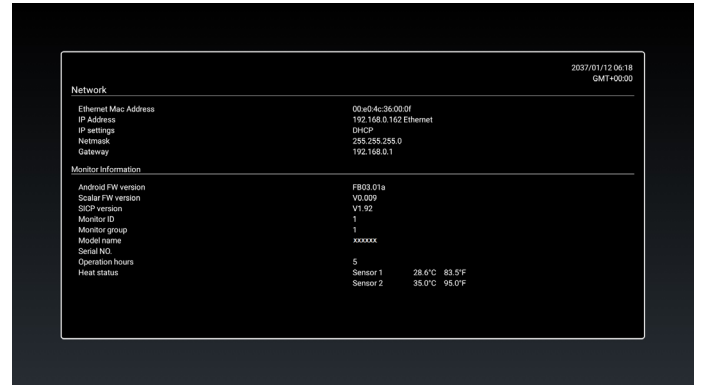 2037/01/12 06:18
GMT+00:00
Network
Ethernet Mac Address 00:e0:4c:36:00:0f
IP Address 192.168.0.162 Ethernet
IP settings DHCP
Netmask 255.255.255.0
Gateway 192.168.0.1
Monitor Information
Android FW version FB03.01a
Scalar FW version V0.009
SICP version V1.92
Monitor ID 1
Monitor group 1
Model name xxxxxx
Serial NO.
Operation hours 5
Heat status Sensor 1 28.6°C 83.5°F
Sensor 2 35.0°C 95.0°F